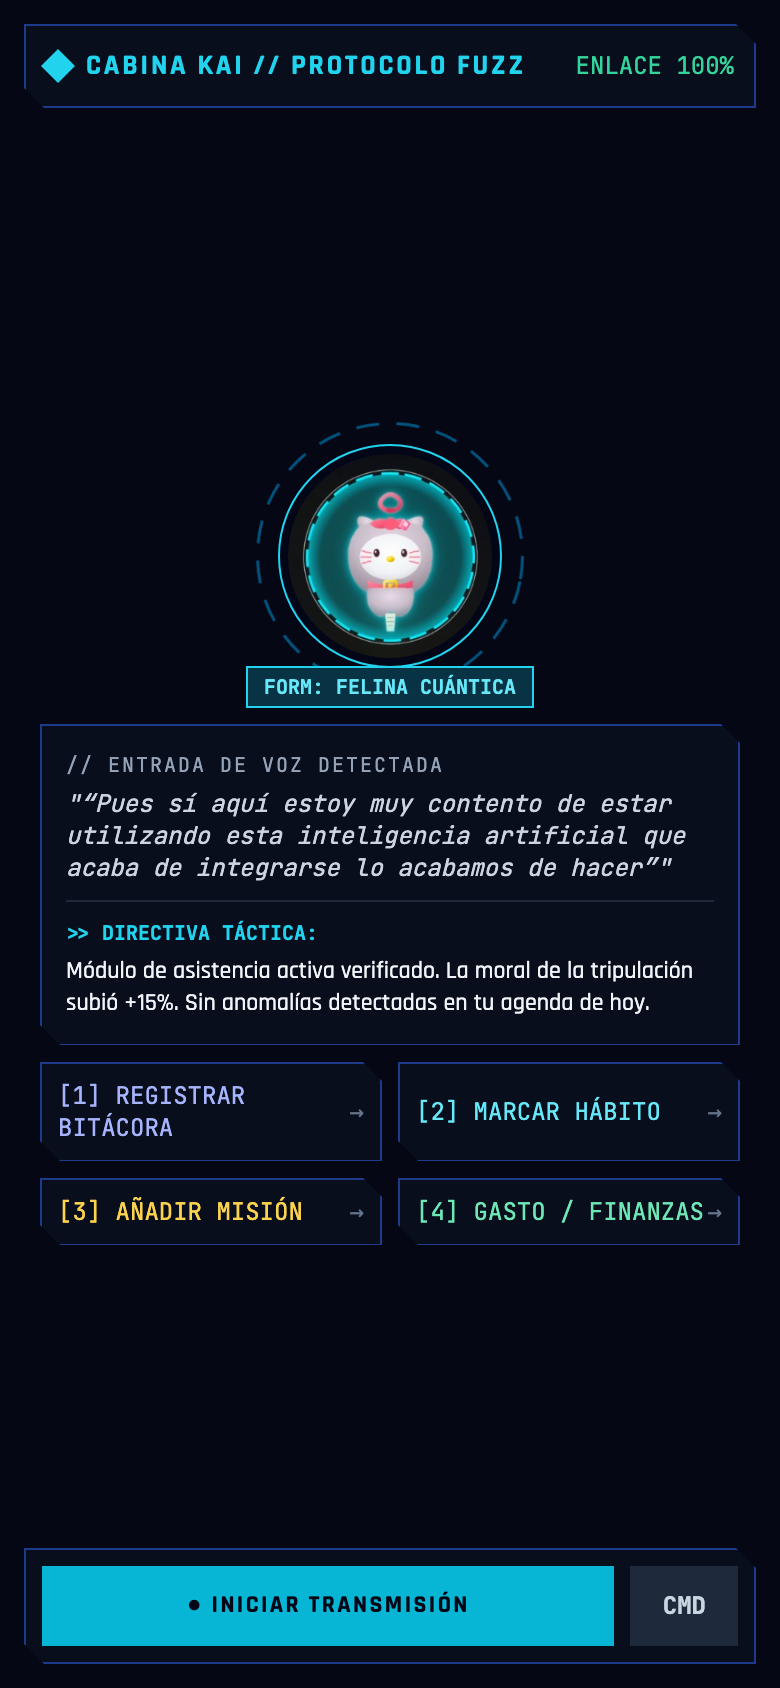 CABINA KAI // PROTOCOLO FUZZ ENLACE 100%
FORM: FELINA CUÁNTICA
// ENTRADA DE VOZ DETECTADA
"“Pues sí aquí estoy muy contento de estar
utilizando esta inteligencia artificial que
acaba de integrarse lo acabamos de hacer”"
>> DIRECTIVA TÁCTICA:
Módulo de asistencia activa verificado. La moral de la tripulación
subió +15%. Sin anomalías detectadas en tu agenda de hoy.
[1] REGISTRAR
BITÁCORA →
[2] MARCAR HÁBITO →
[3] AÑADIR MISIÓN →
[4] GASTO / FINANZAS→
● INICIAR TRANSMISIÓN
CMD